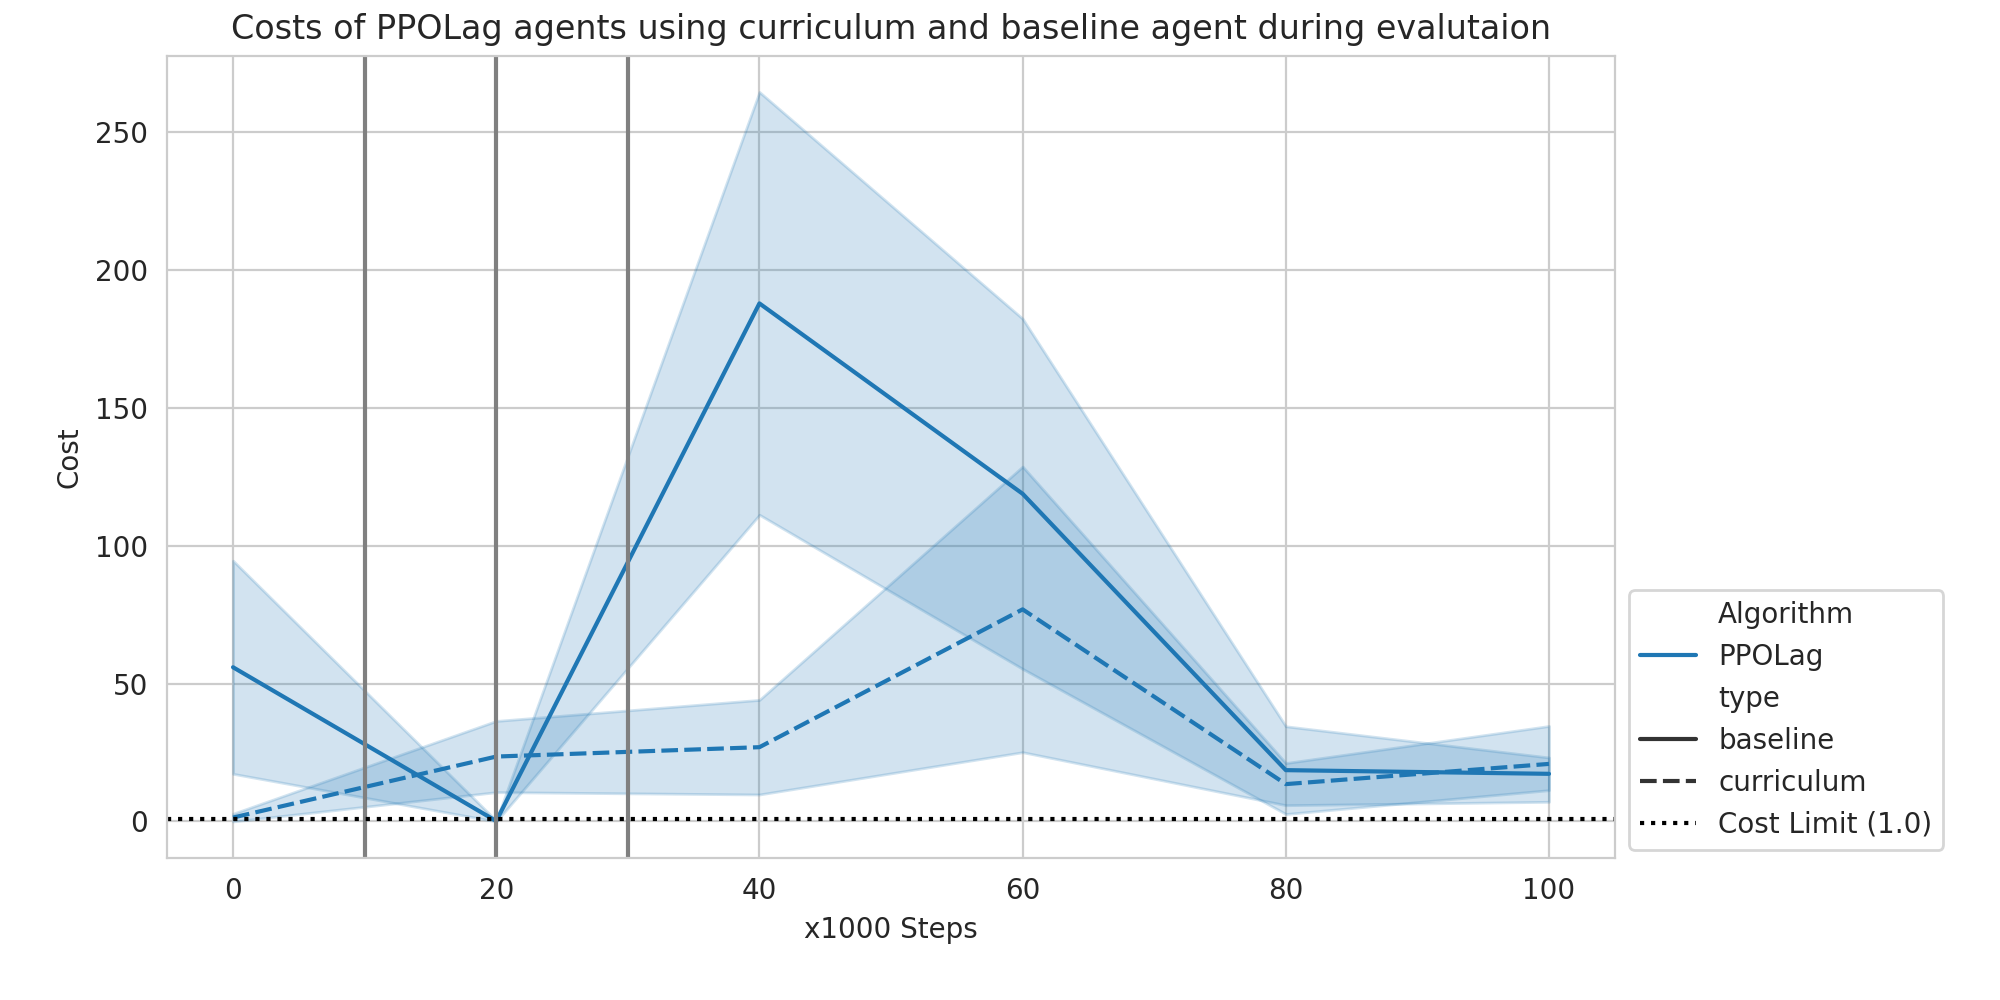 Costs of PPOLag agents using curriculum and baseline agent during evalutaion
250
200
150
100
50
0
Cost
0 20 40 60 80 100
x1000 Steps
Algorithm
PPOLag
type
baseline
curriculum
Cost Limit (1.0)